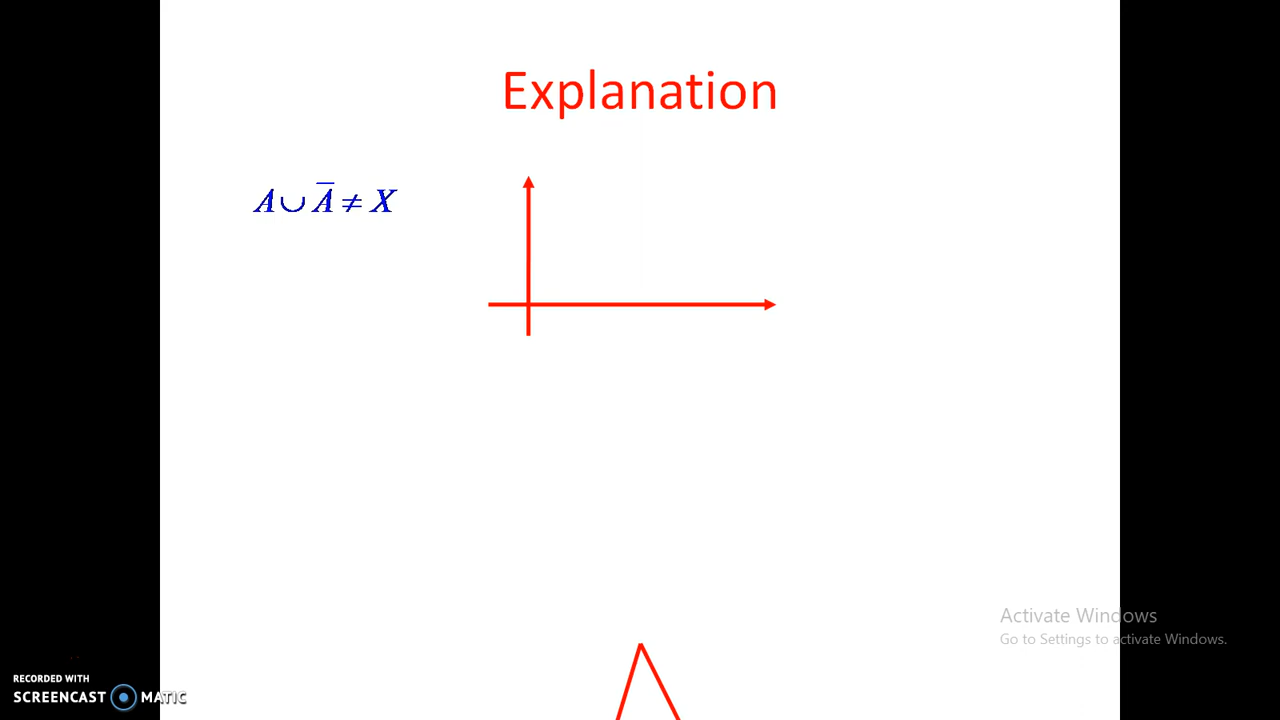 Explanation
A ∪ A̅ ≠ X
Activate Windows
Go to Settings to activate Windows.
RECORDED WITH
SCREENCAST MATIC